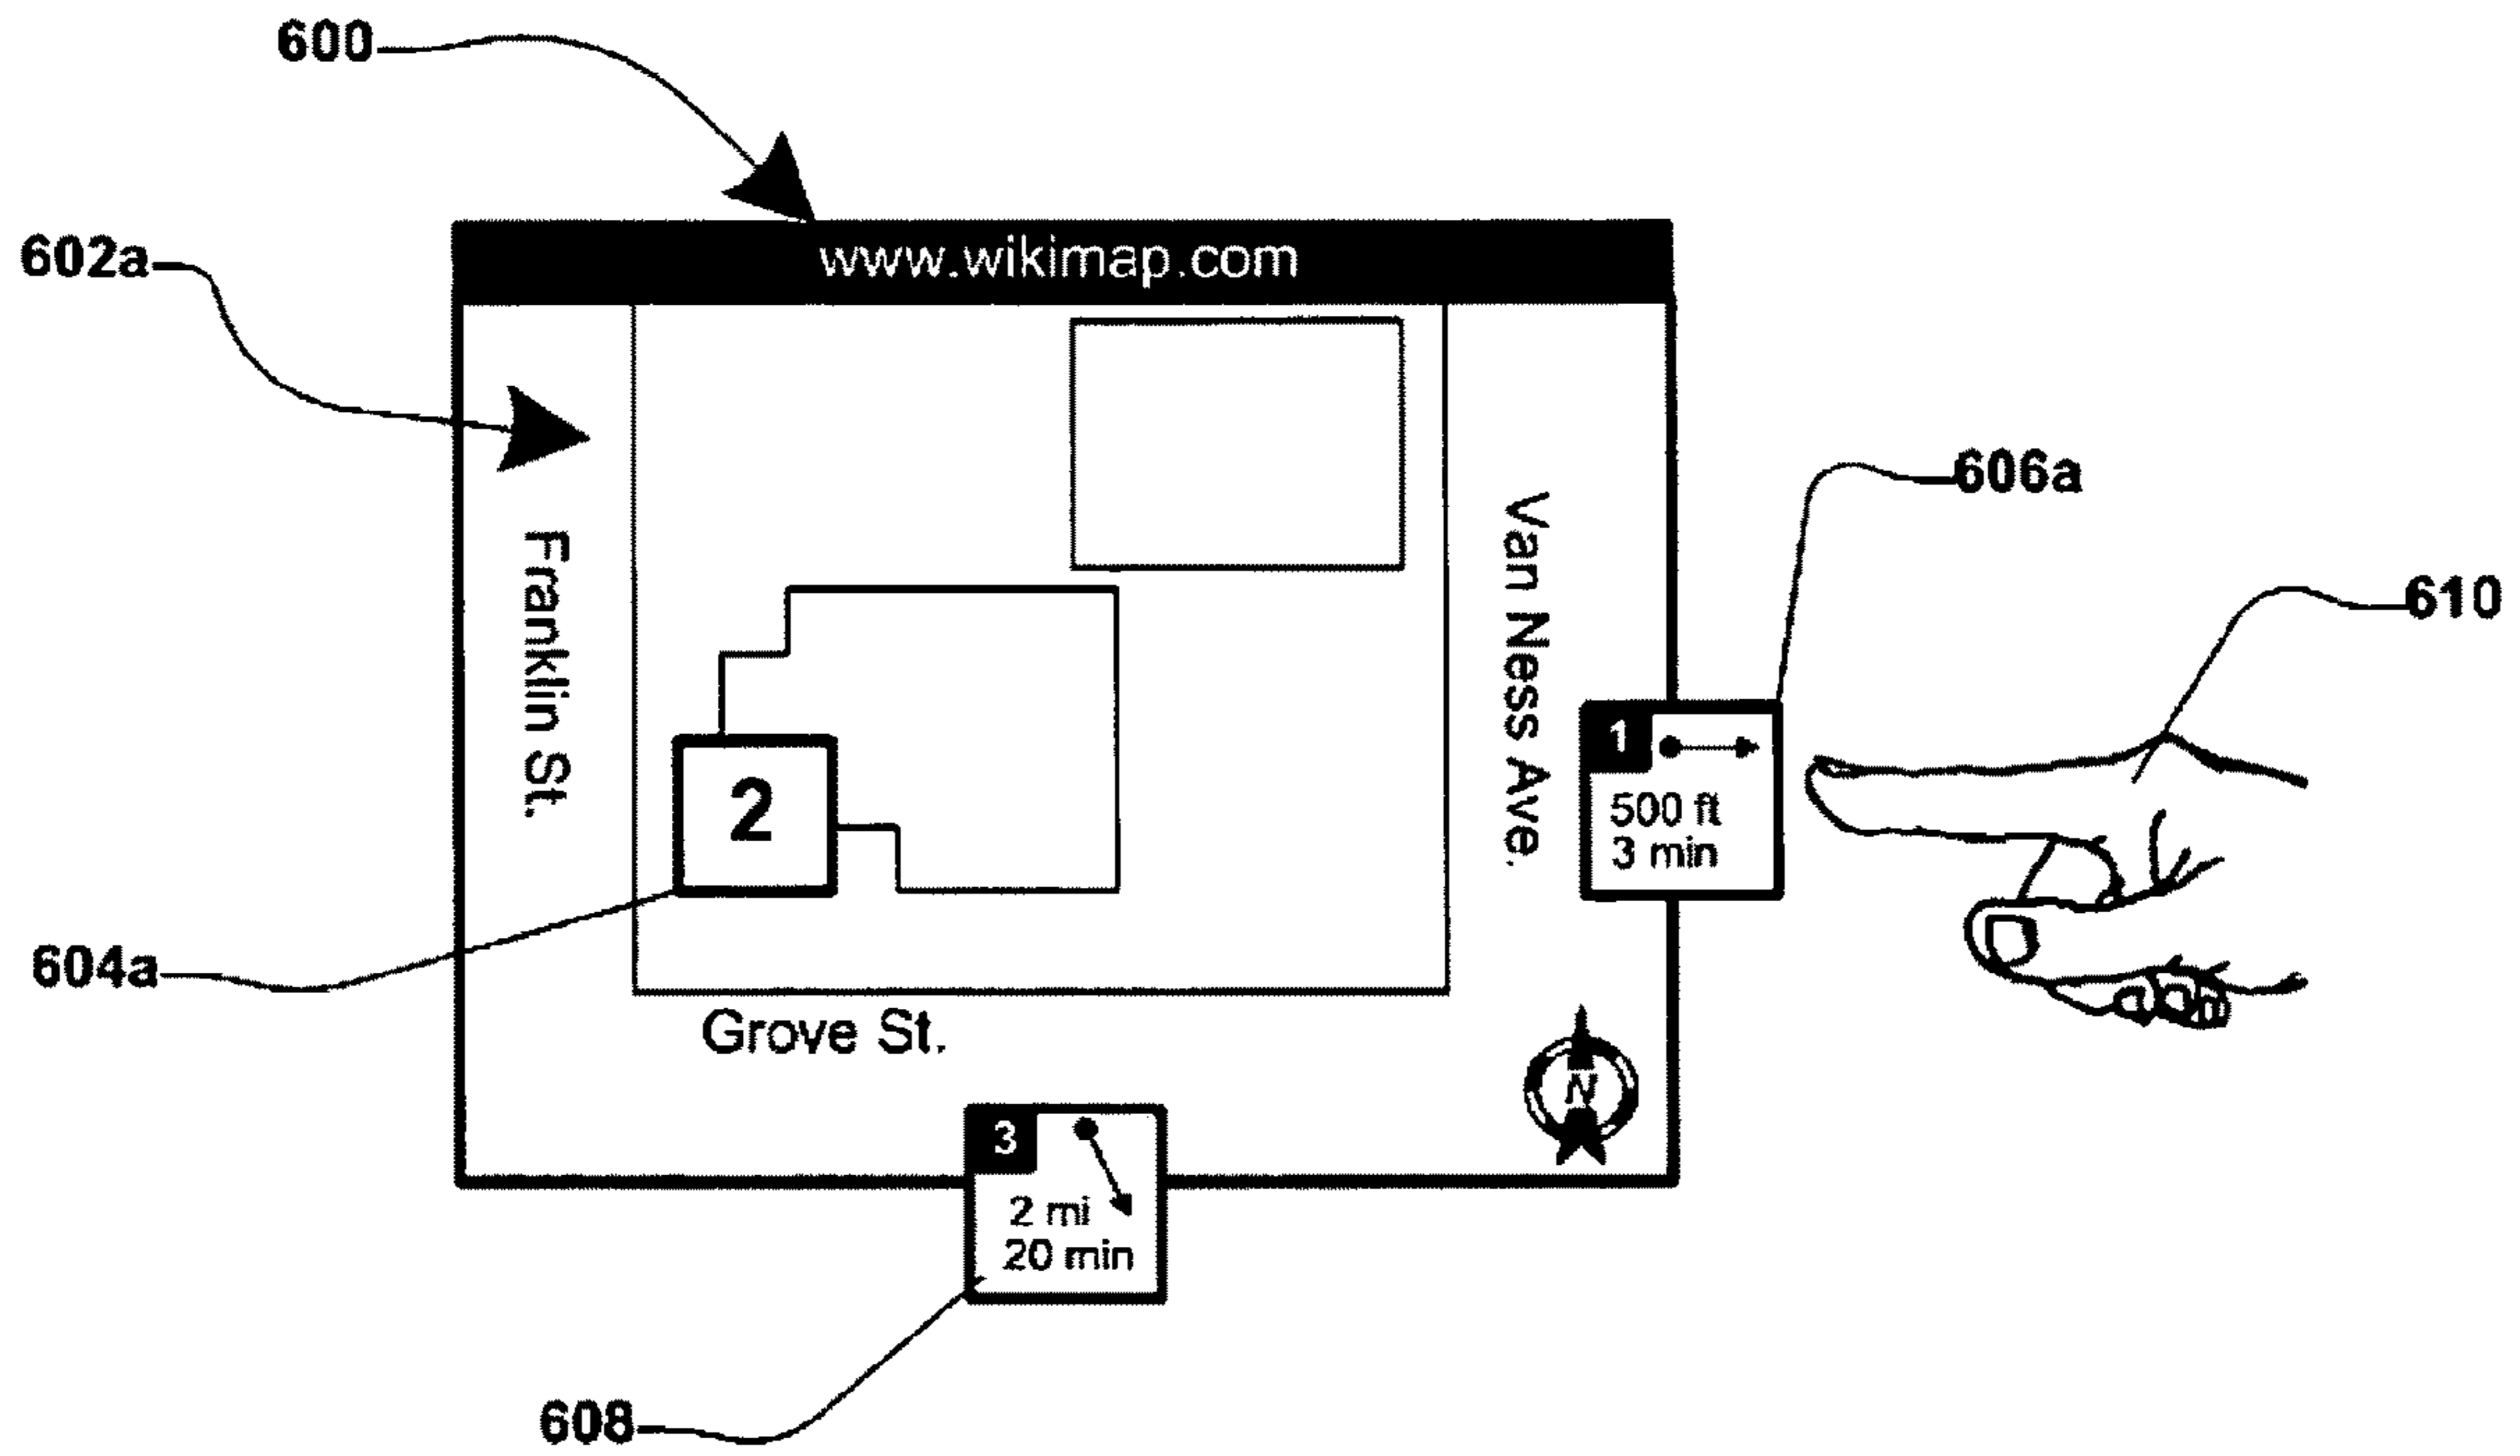 600
602a
www.wikimap.com
606a
610
Franklin St.
Van Ness Ave.
1
500 ft
3 min
2
604a
Grove St.
N
3
2 mi
20 min
608